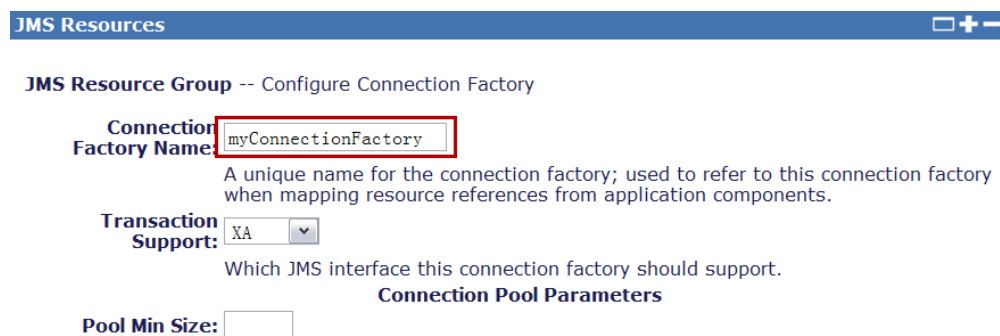 JMS Resources
JMS Resource Group -- Configure Connection Factory
Connection Factory Name: myConnectionFactory
A unique name for the connection factory; used to refer to this connection factory
when mapping resource references from application components.
Transaction Support: XA
Which JMS interface this connection factory should support.
Connection Pool Parameters
Pool Min Size: